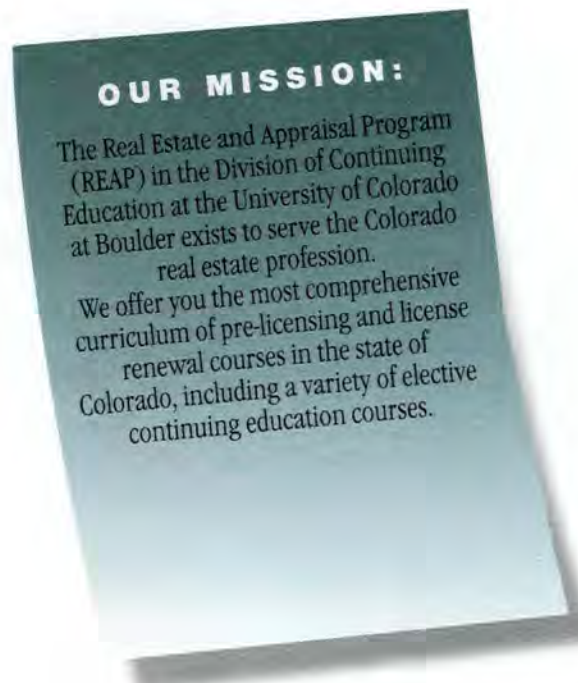 OUR MISSION:
The Real Estate and Appraisal Program
(REAP) in the Division of Continuing
Education at the University of Colorado
at Boulder exists to serve the Colorado
real estate profession.
We offer you the most comprehensive
curriculum of pre-licensing and license
renewal courses in the state of
Colorado, including a variety of elective
continuing education courses.